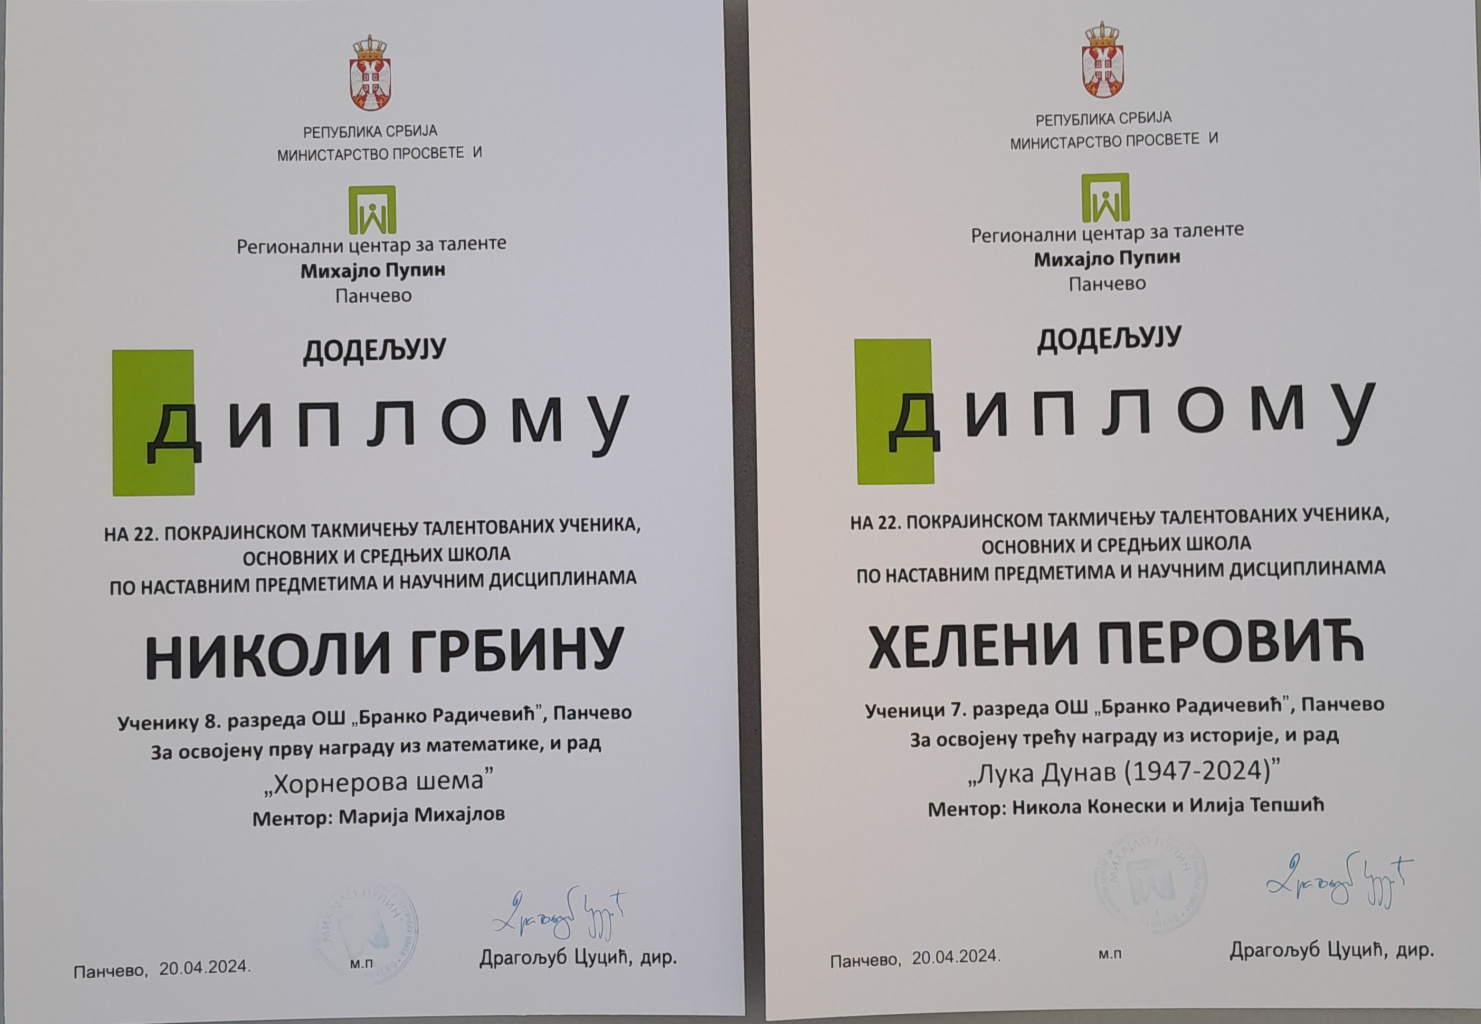 РЕПУБЛИКА СРБИЈА
МИНИСТАРСТВО ПРОСВЕТЕ И
Регионални центар за таленте
Михајло Пупин
Панчево
ДОДЕЉУЈУ
диплому
НА 22. ПОКРАЈИНСКОМ ТАКМИЧЕЊУ ТАЛЕНТОВАНИХ УЧЕНИКА,
ОСНОВНИХ И СРЕДЊИХ ШКОЛА
ПО НАСТАВНИМ ПРЕДМЕТИМА И НАУЧНИМ ДИСЦИПЛИНАМА
НИКОЛИ ГРБИНУ
Ученику 8. разреда ОШ „Бранко Радичевић”, Панчево
За освојену прву награду из математике, и рад
„Хорнерова шема”
Ментор: Марија Михајлов
Панчево, 20.04.2024.
м.п
Драгољуб Цуцић, дир.
РЕПУБЛИКА СРБИЈА
МИНИСТАРСТВО ПРОСВЕТЕ И
Регионални центар за таленте
Михајло Пупин
Панчево
ДОДЕЉУЈУ
диплому
НА 22. ПОКРАЈИНСКОМ ТАКМИЧЕЊУ ТАЛЕНТОВАНИХ УЧЕНИКА,
ОСНОВНИХ И СРЕДЊИХ ШКОЛА
ПО НАСТАВНИМ ПРЕДМЕТИМА И НАУЧНИМ ДИСЦИПЛИНАМА
ХЕЛЕНИ ПЕРОВИЋ
Ученици 7. разреда ОШ „Бранко Радичевић”, Панчево
За освојену трећу награду из историје, и рад
„Лука Дунав (1947-2024)”
Ментор: Никола Конески и Илија Тепшић
МИХАЈЛО ПУПИН
Панчево, 20.04.2024.
м.п
Драгољуб Цуцић, дир.